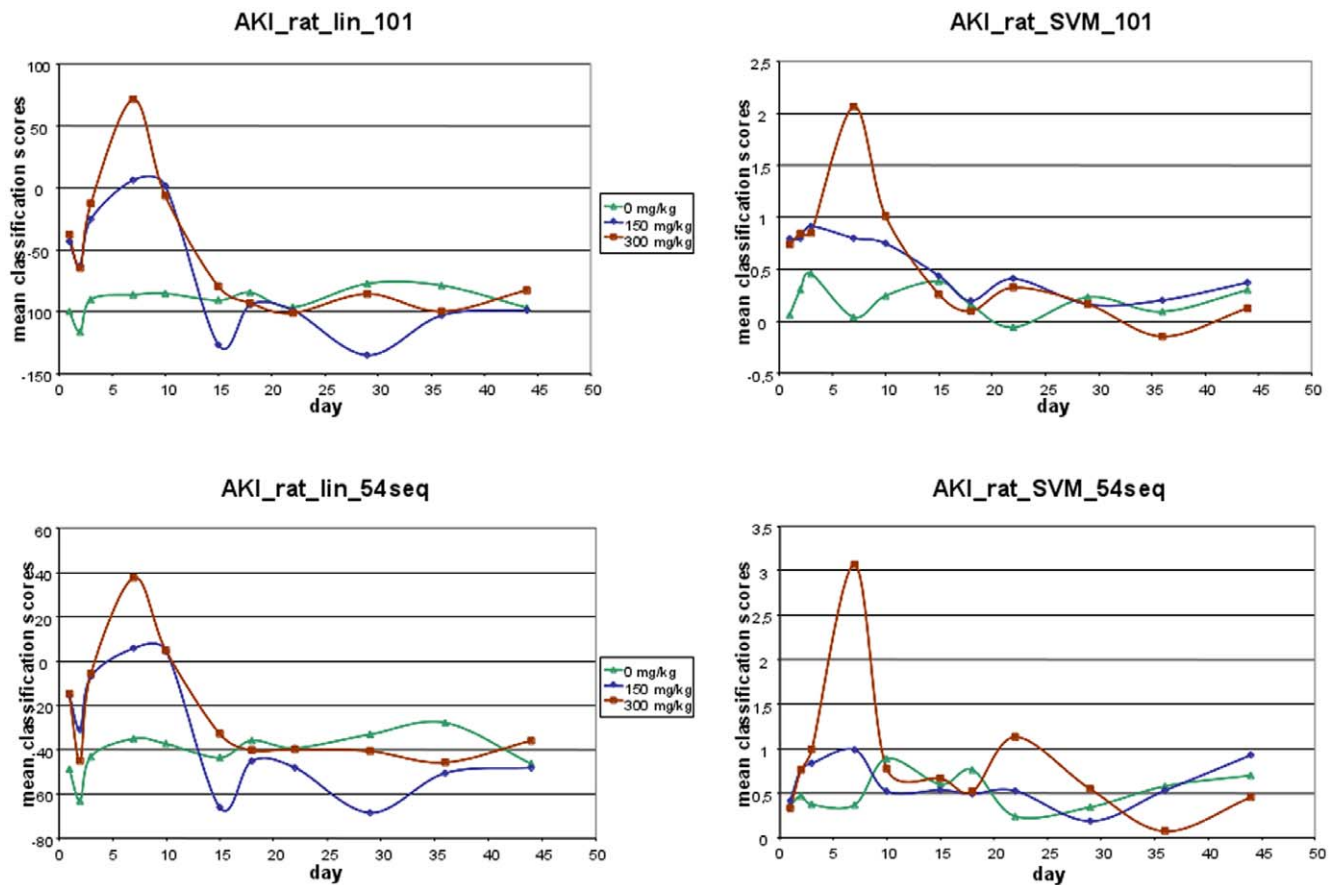 AKI_rat_lin_101
mean classification scores
100
50
0
-50
-100
-150
0 5 10 15 20 25 30 35 40 45 50
day
0 mg/kg
150 mg/kg
300 mg/kg
AKI_rat_SVM_101
mean classification scores
2,5
2
1,5
1
0,5
0
-0,5
0 5 10 15 20 25 30 35 40 45 50
day
AKI_rat_lin_54seq
mean classification scores
60
40
20
0
-20
-40
-60
-80
0 5 10 15 20 25 30 35 40 45 50
day
0 mg/kg
150 mg/kg
300 mg/kg
AKI_rat_SVM_54seq
mean classification scores
3,5
3
2,5
2
1,5
1
0,5
0
0 5 10 15 20 25 30 35 40 45 50
day